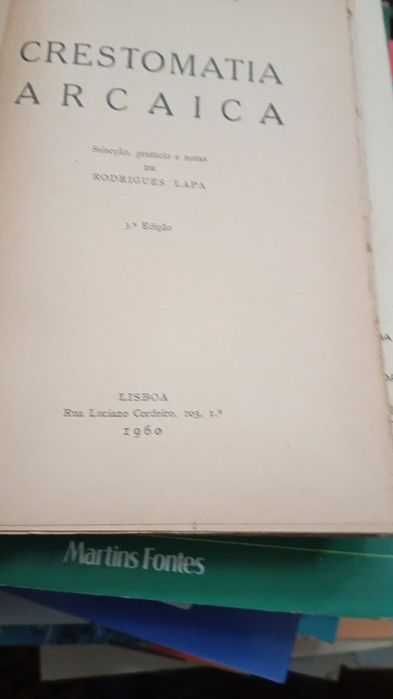 CRESTOMATIA
ARCAICA
Selecção, prefácio e notas
DE
RODRIGUES LAPA
3.ª Edição
LISBOA
Rua Luciano Cordeiro, 103, 1.º
1960
Martins Fontes